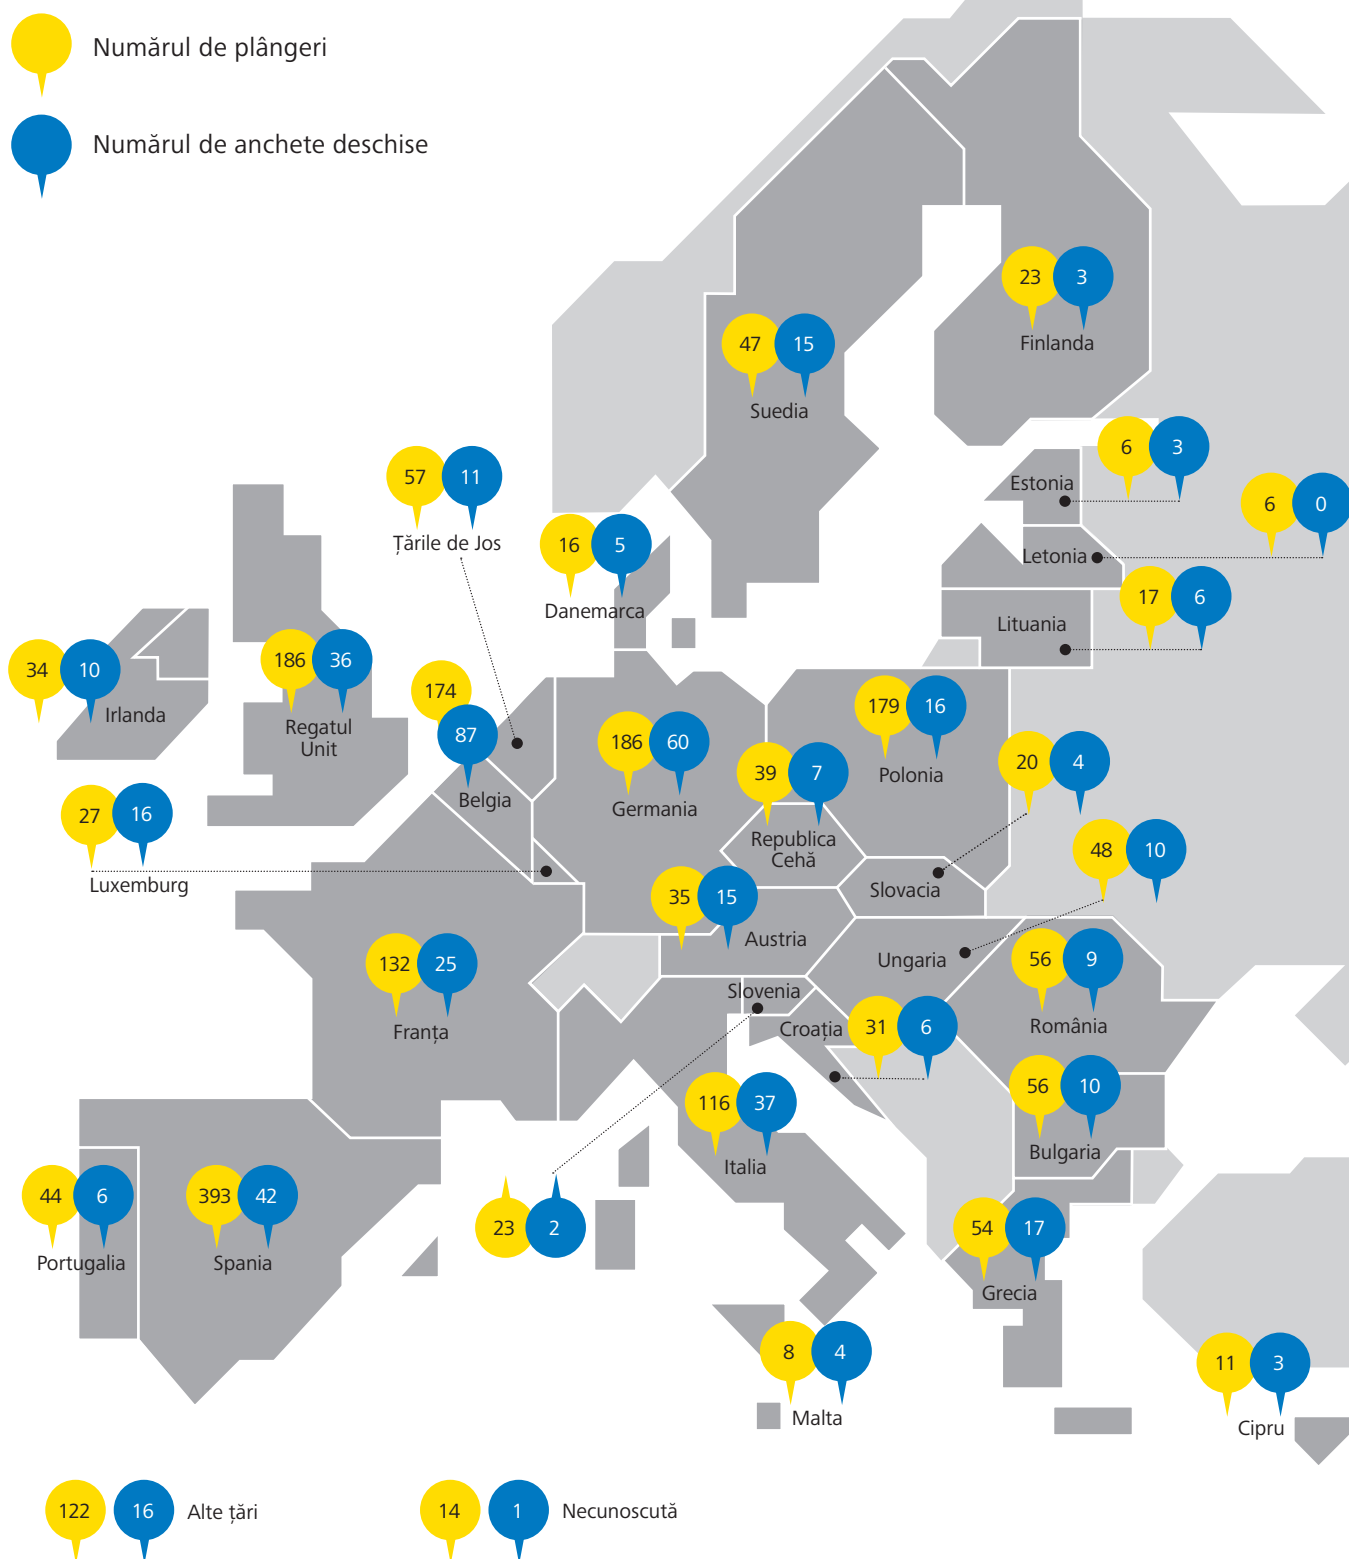 Numărul de plângeri
Numărul de anchete deschise
23 3
Finlanda
47 15
Suedia
6 3
Estonia
57 11
Țările de Jos
6 0
Letonia
16 5
Danemarca
17 6
Lituania
34 10
Irlanda
186 36
Regatul
Unit
174
87
Belgia
186 60
Germania
179 16
Polonia
39 7
Republica
Cehă
20 4
Slovacia
27 16
Luxemburg
48 10
Ungaria
35 15
Austria
132 25
Franța
56 9
România
Slovenia
Croația
31 6
116 37
Italia
56 10
Bulgaria
44 6
Portugalia
393 42
Spania
23 2
54 17
Grecia
8 4
Malta
11 3
Cipru
122 16 Alte țări
14 1 Necunoscută